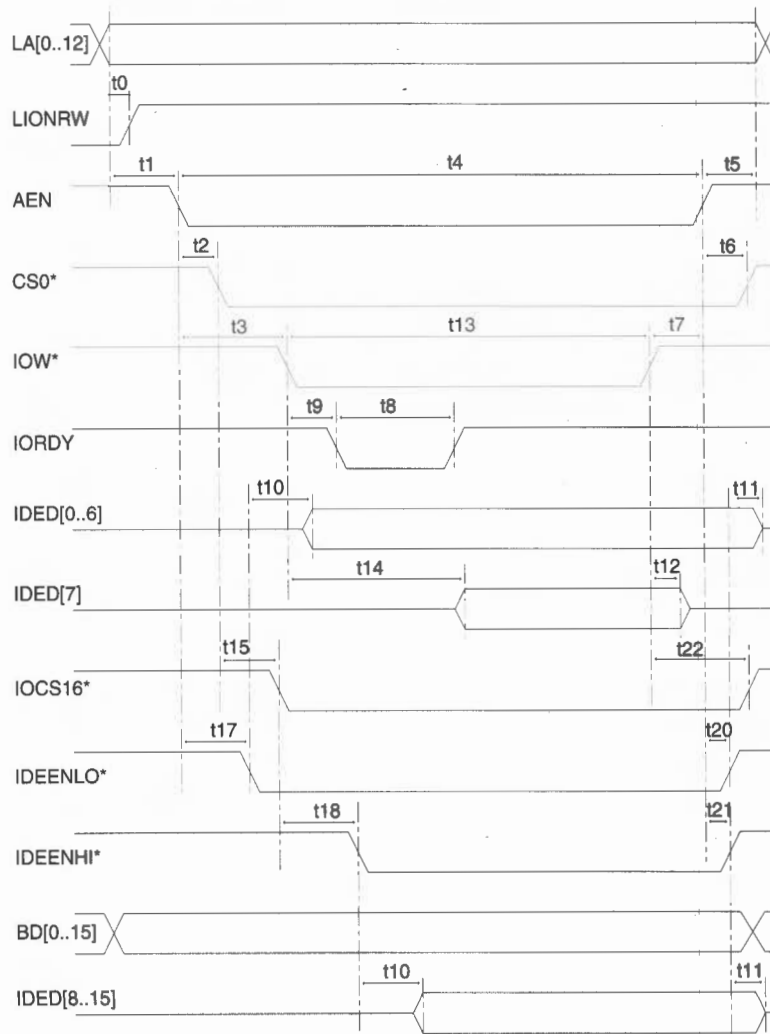 LA[0..12]
t0
LIONRW
t1 t4 t5
AEN
t2 t6
CS0*
t3 t13 t7
IOW*
t9 t8
IORDY
t10 t11
IDED[0..6]
t14 t12
IDED[7]
t15 t22
IOCS16*
t17 t20
IDEENLO*
t18 t21
IDEENHI*
BD[0..15]
t10 t11
IDED[8..15]